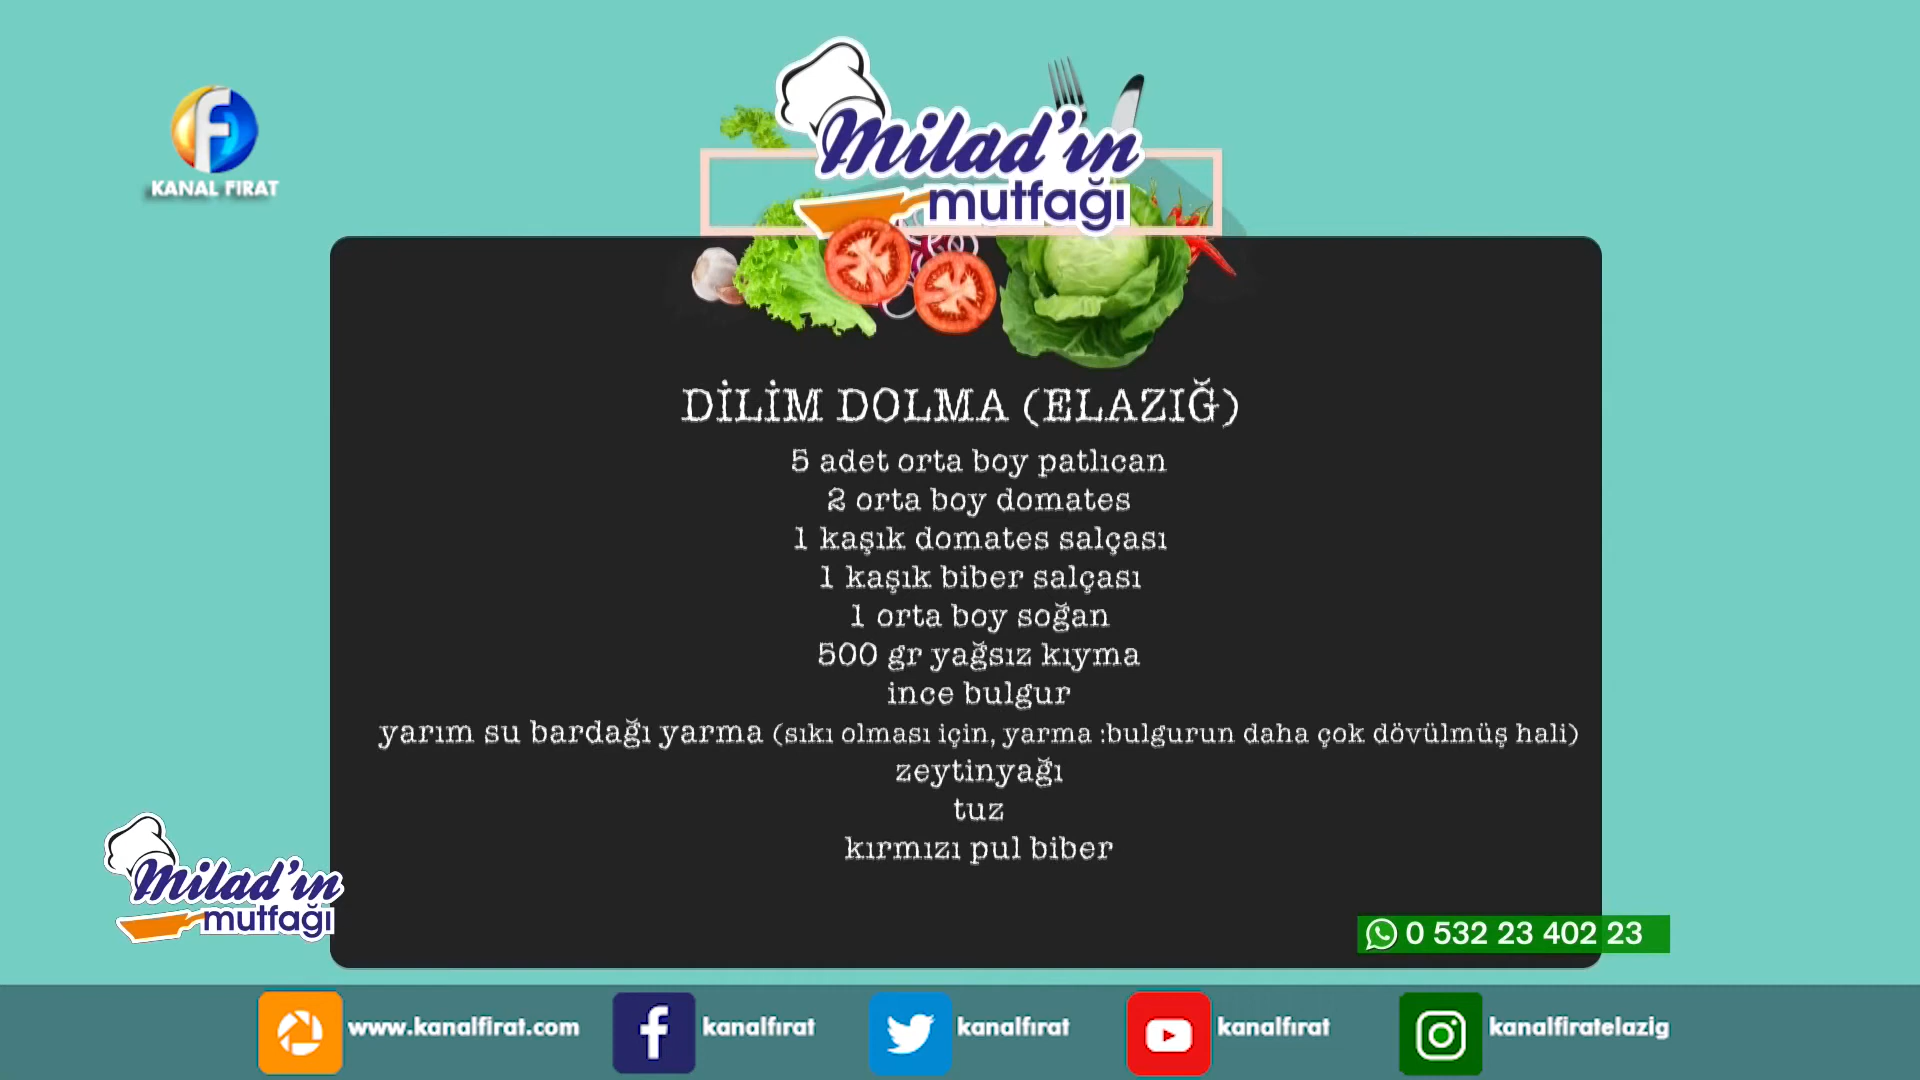 KANAL FIRAT
Milad'ın
mutfağı
DİLİM DOLMA (ELAZIĞ)
5 adet orta boy patlıcan
2 orta boy domates
1 kaşık domates salçası
1 kaşık biber salçası
1 orta boy soğan
500 gr yağsız kıyma
ince bulgur
yarım su bardağı yarma (sıkı olması için, yarma :bulgurun daha çok dövülmüş hali)
zeytinyağı
tuz
kırmızı pul biber
Milad'ın
mutfağı
0 532 23 402 23
www.kanalfirat.com
kanalfırat
kanalfırat
kanalfırat
kanalfiratelazig